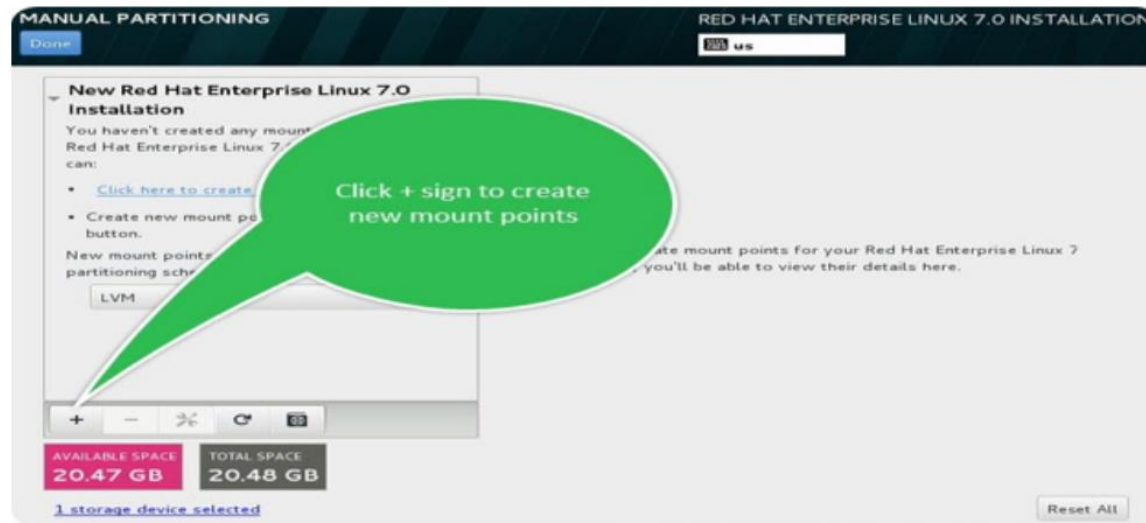 MANUAL PARTITIONING
RED HAT ENTERPRISE LINUX 7.0 INSTALLATION
Done
us
New Red Hat Enterprise Linux 7.0
Installation
You haven't created any mount
Red Hat Enterprise Linux 7.
can:
Click here to create
Create new mount po
button.
New mount points
partitioning sche
LVM
Click + sign to create
new mount points
ate mount points for your Red Hat Enterprise Linux 7
you'll be able to view their details here.
+ -
AVAILABLE SPACE
20.47 GB
TOTAL SPACE
20.48 GB
1 storage device selected
Reset All